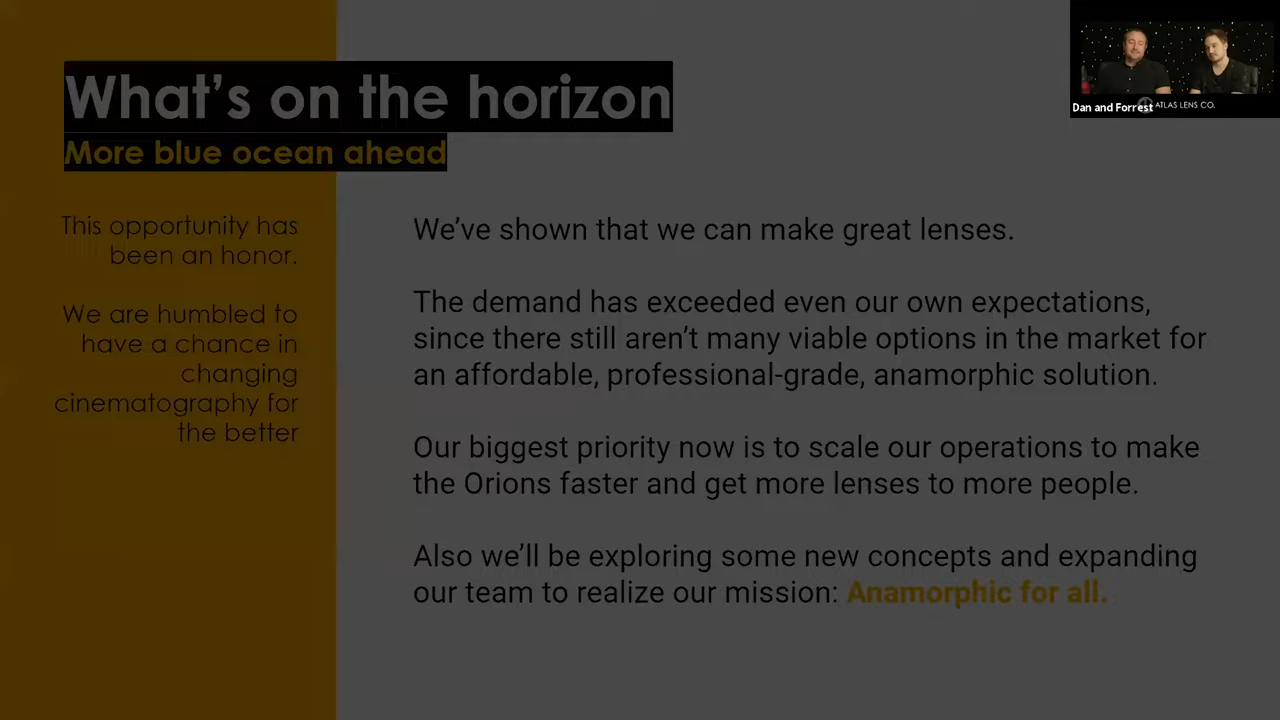 What's on the horizon
More blue ocean ahead
This opportunity has
been an honor.
We are humbled to
have a chance in
changing
cinematography for
the better
We've shown that we can make great lenses.
The demand has exceeded even our own expectations,
since there still aren't many viable options in the market for
an affordable, professional-grade, anamorphic solution.
Our biggest priority now is to scale our operations to make
the Orions faster and get more lenses to more people.
Also we'll be exploring some new concepts and expanding
our team to realize our mission: Anamorphic for all.
Dan and Forrest
ATLAS LENS CO.